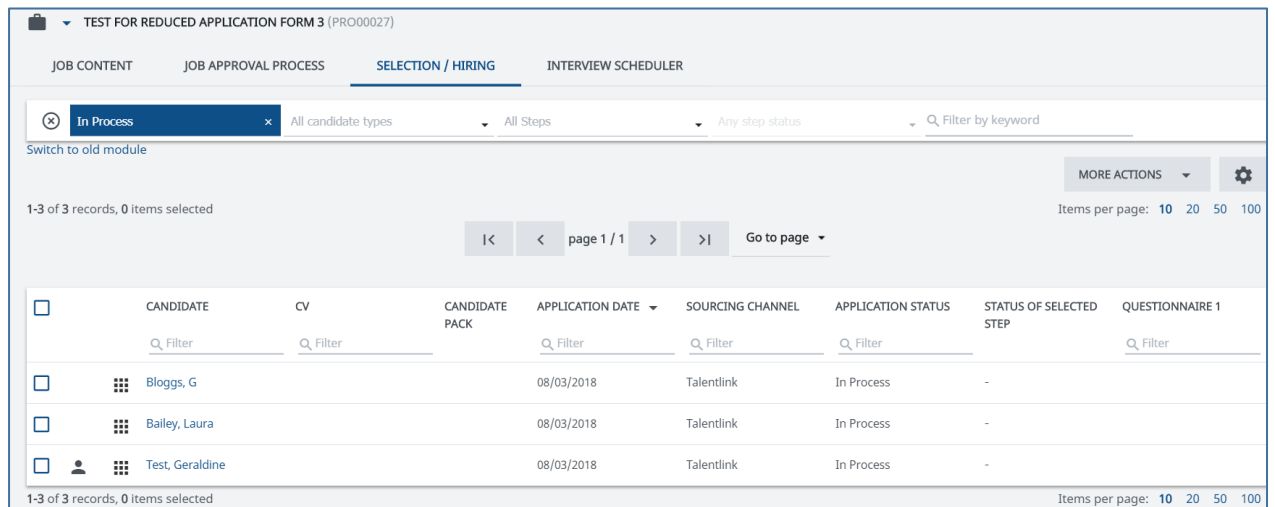 TEST FOR REDUCED APPLICATION FORM 3 (PRO00027)
JOB CONTENT JOB APPROVAL PROCESS SELECTION / HIRING INTERVIEW SCHEDULER
In Process × All candidate types All Steps Any step status Filter by keyword
Switch to old module
MORE ACTIONS
1-3 of 3 records, 0 items selected Items per page: 10 20 50 100
page 1 / 1 Go to page
CANDIDATE CV CANDIDATE PACK APPLICATION DATE SOURCING CHANNEL APPLICATION STATUS STATUS OF SELECTED STEP QUESTIONNAIRE 1
Filter Filter Filter Filter Filter Filter
Bloggs, G 08/03/2018 Talentlink In Process -
Bailey, Laura 08/03/2018 Talentlink In Process -
Test, Geraldine 08/03/2018 Talentlink In Process -
1-3 of 3 records, 0 items selected Items per page: 10 20 50 100